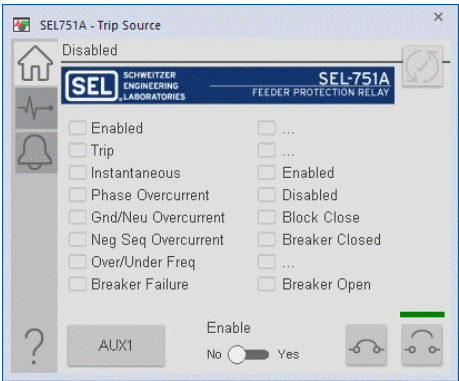 SEL751A - Trip Source
Disabled
SEL SCHWEITZER ENGINEERING LABORATORIES
SEL-751A
FEEDER PROTECTION RELAY
Enabled
Trip
Instantaneous
Phase Overcurrent
Gnd/Neu Overcurrent
Neg Seq Overcurrent
Over/Under Freq
Breaker Failure
...
...
Enabled
Disabled
Block Close
Breaker Closed
...
Breaker Open
?
AUX1
Enable
No Yes